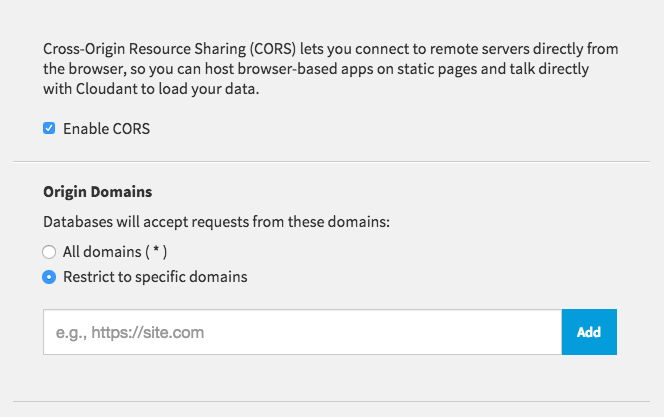 Cross-Origin Resource Sharing (CORS) lets you connect to remote servers directly from
the browser, so you can host browser-based apps on static pages and talk directly
with Cloudant to load your data.
Enable CORS
Origin Domains
Databases will accept requests from these domains:
All domains ( * )
Restrict to specific domains
e.g., https://site.com
Add